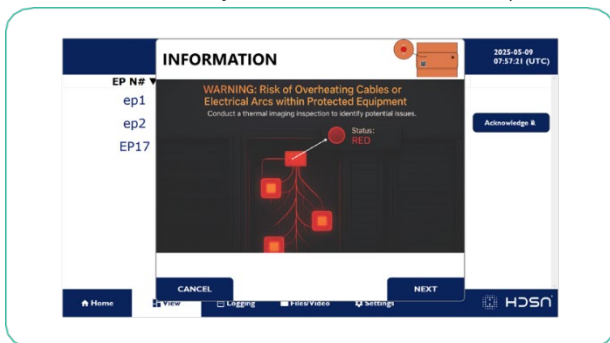 INFORMATION
2025-05-09
07:57:21 (UTC)
EP N# ▼
ep1
ep2
EP17
WARNING: Risk of Overheating Cables or
Electrical Arcs within Protected Equipment
Conduct a thermal imaging inspection to identify potential issues.
Status:
RED
Acknowledge
CANCEL
NEXT
Home
View
Logging
Files/Video
Settings
HDSN